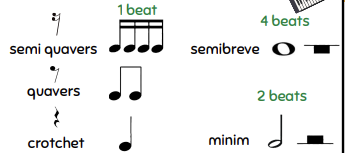 1 beat
semi quavers
quavers
crotchet
4 beats
semibreve
2 beats
minim